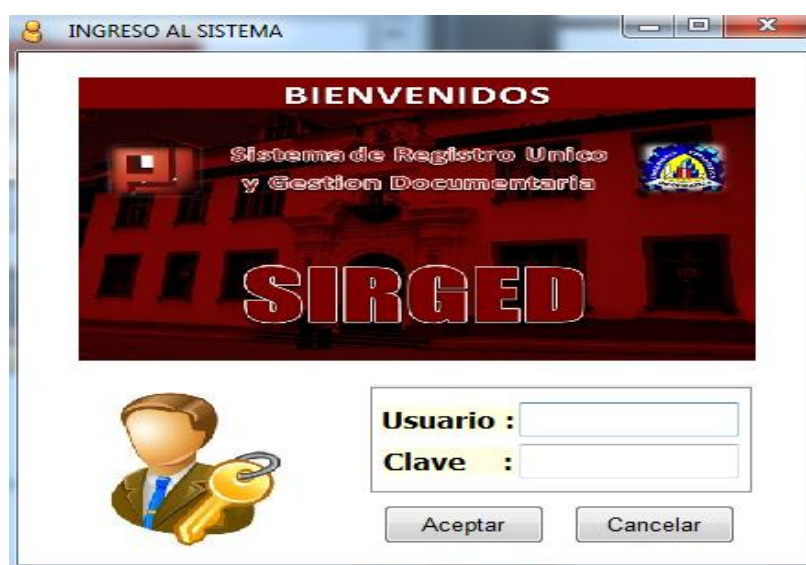 INGRESO AL SISTEMA
BIENVENIDOS
Sistema de Registro Unico
y Gestion Documentaria
SIRGED
Usuario :
Clave :
Aceptar
Cancelar